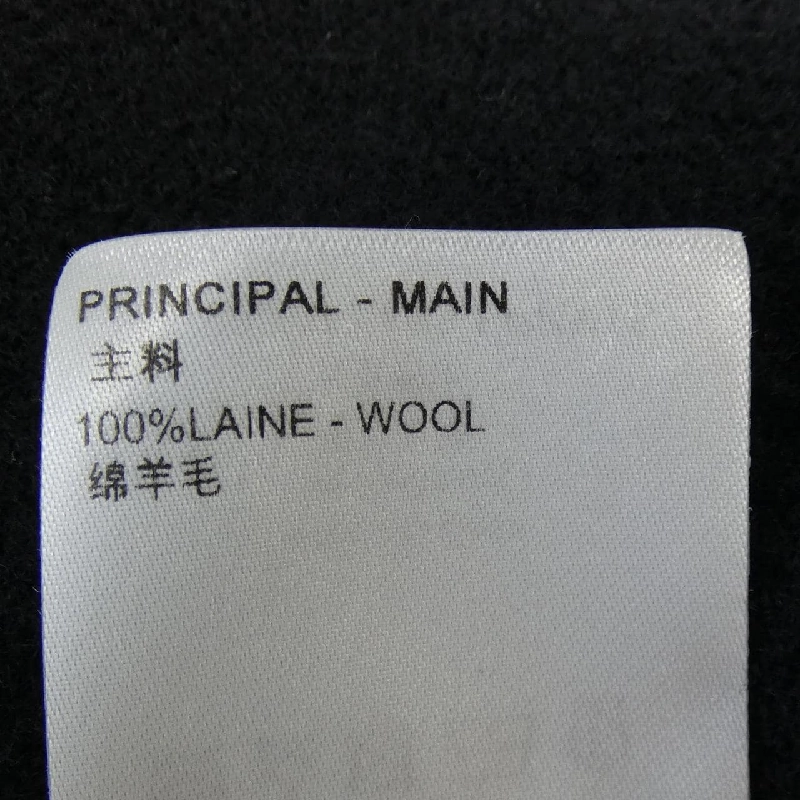 PRINCIPAL - MAIN
主料
100%LAINE - WOOL
绵羊毛